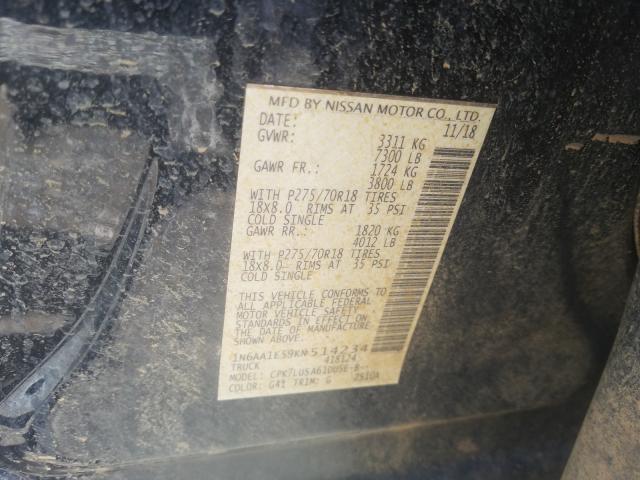 MFD BY NISSAN MOTOR CO., LTD.
DATE: 11/18
GVWR: 3311 KG
7300 LB
GAWR FR.: 1724 KG
3800 LB
WITH P275/70R18 TIRES
18X8.0 RIMS AT 35 PSI
COLD SINGLE
GAWR RR.: 1820 KG
4012 LB
WITH P275/70R18 TIRES
18X8.0 RIMS AT 35 PSI
COLD SINGLE
THIS VEHICLE CONFORMS TO
ALL APPLICABLE FEDERAL
MOTOR VEHICLE SAFETY
STANDARDS IN EFFECT ON
THE DATE OF MANUFACTURE
SHOWN ABOVE.
1N6AA1E59KN514234
TRUCK 418124
MODEL:
COLOR: G41 TRIM: G 2510A